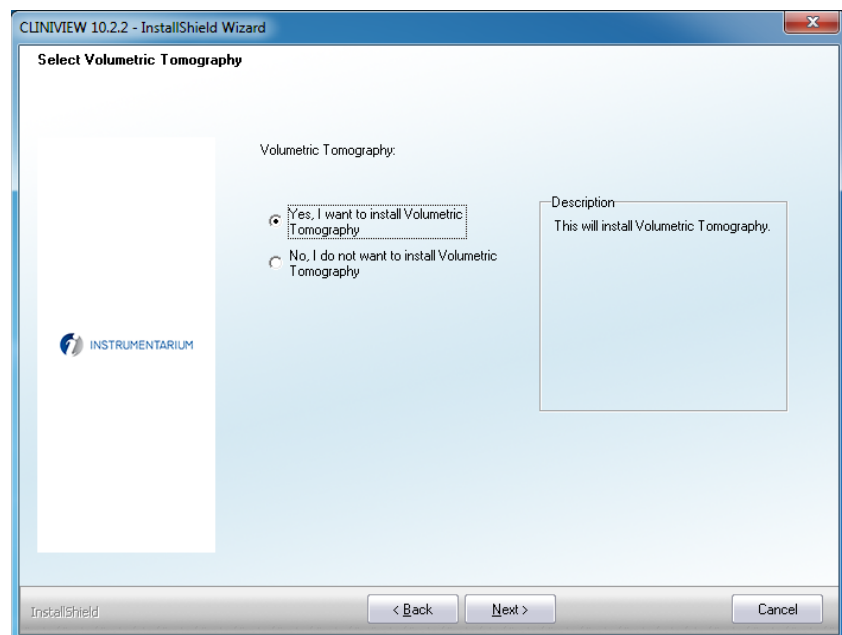 CLINIVIEW 10.2.2 - InstallShield Wizard
Select Volumetric Tomography
Volumetric Tomography:
Yes, I want to install Volumetric
Tomography
No, I do not want to install Volumetric
Tomography
Description
This will install Volumetric Tomography.
INSTRUMENTARIUM
InstallShield
< Back
Next >
Cancel